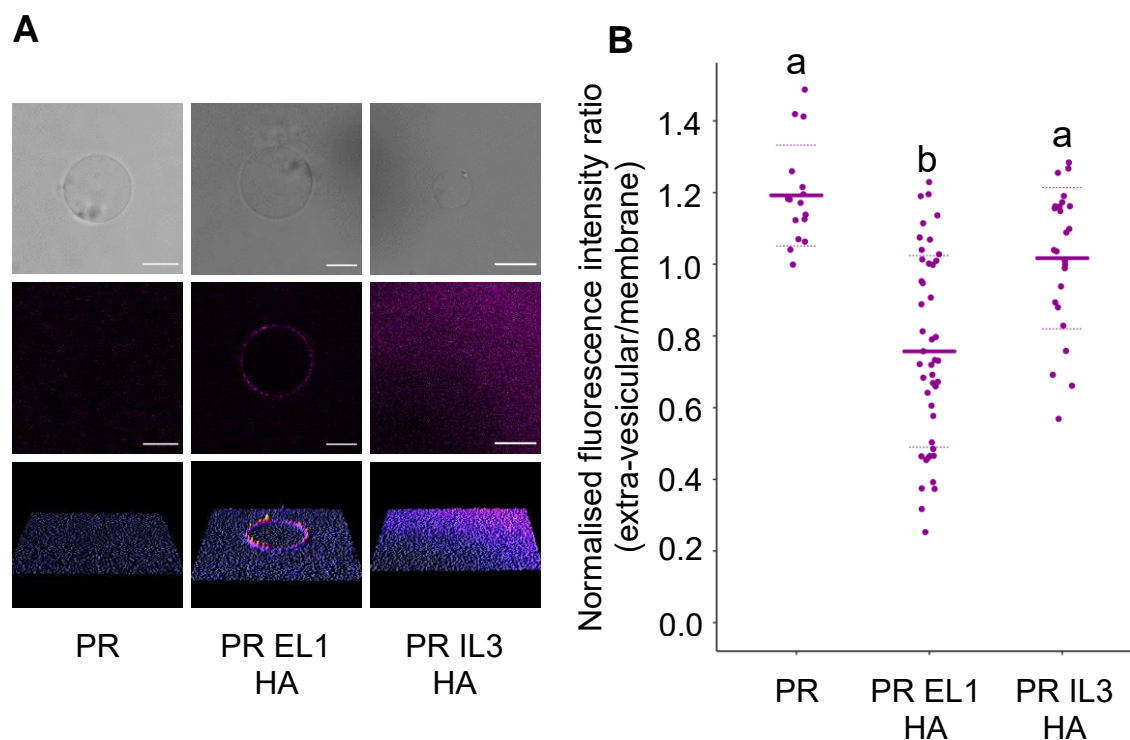 A
PR
PR EL1
HA
PR IL3
HA
B
Normalised fluorescence intensity ratio
(extra-vesicular/membrane)
1.4
1.2
1.0
0.8
0.6
0.4
0.2
0.0
a
b
a
PR
PR EL1
HA
PR IL3
HA